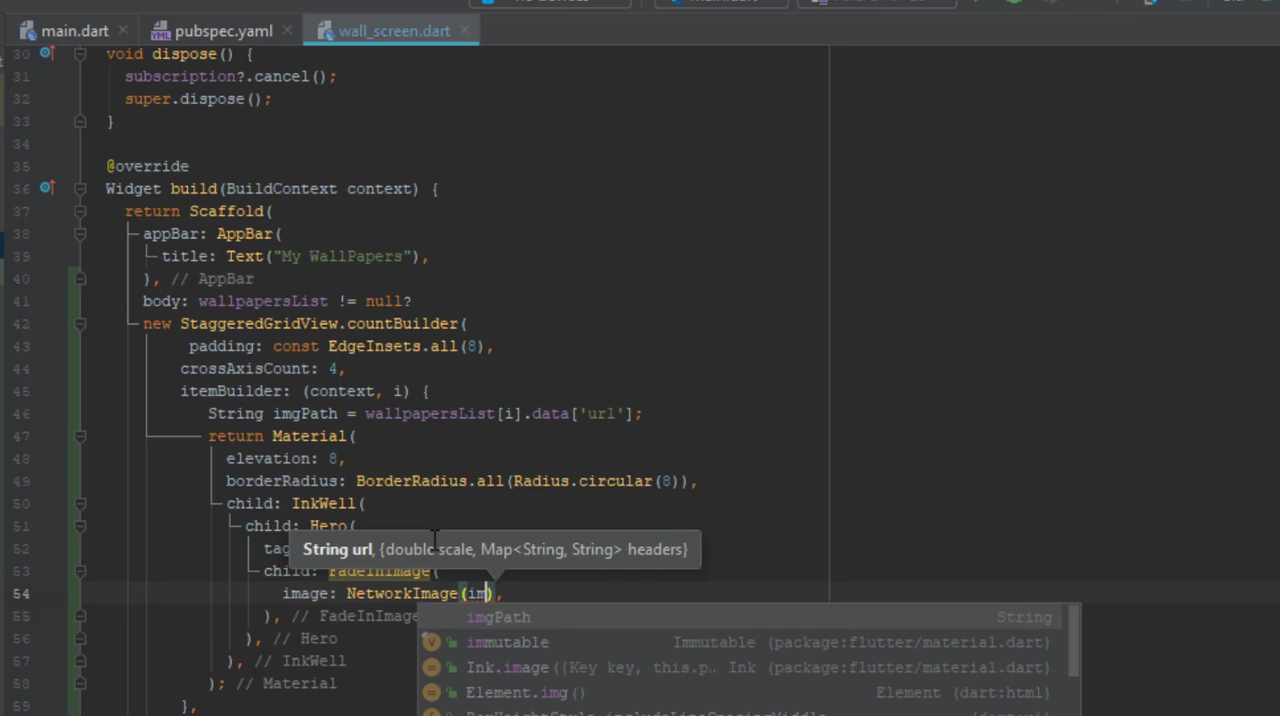 main.dart
pubspec.yaml
wall_screen.dart
30 void dispose() {
31 subscription?.cancel();
32 super.dispose();
33 }
34
35 @override
36 Widget build(BuildContext context) {
37 return Scaffold(
38 appBar: AppBar(
39 title: Text("My WallPapers"),
40 ), // AppBar
41 body: wallpapersList != null?
42 new StaggeredGridView.countBuilder(
43 padding: const EdgeInsets.all(8),
44 crossAxisCount: 4,
45 itemBuilder: (context, i) {
46 String imgPath = wallpapersList[i].data['url'];
47 return Material(
48 elevation: 8,
49 borderRadius: BorderRadius.all(Radius.circular(8)),
50 child: InkWell(
51 child: Hero(
52 tag
String url, {double scale, Map<String, String> headers}
53 child: FadeInImage(
54 image: NetworkImage(im),
55 ), // FadeInImage
56 ), // Hero
57 ), // InkWell
58 ); // Material
59 },
imgPath String
immutable Immutable (package:flutter/material.dart)
Ink.image({Key key, this.p… Ink (package:flutter/material.dart)
Element.img() Element (dart:html)